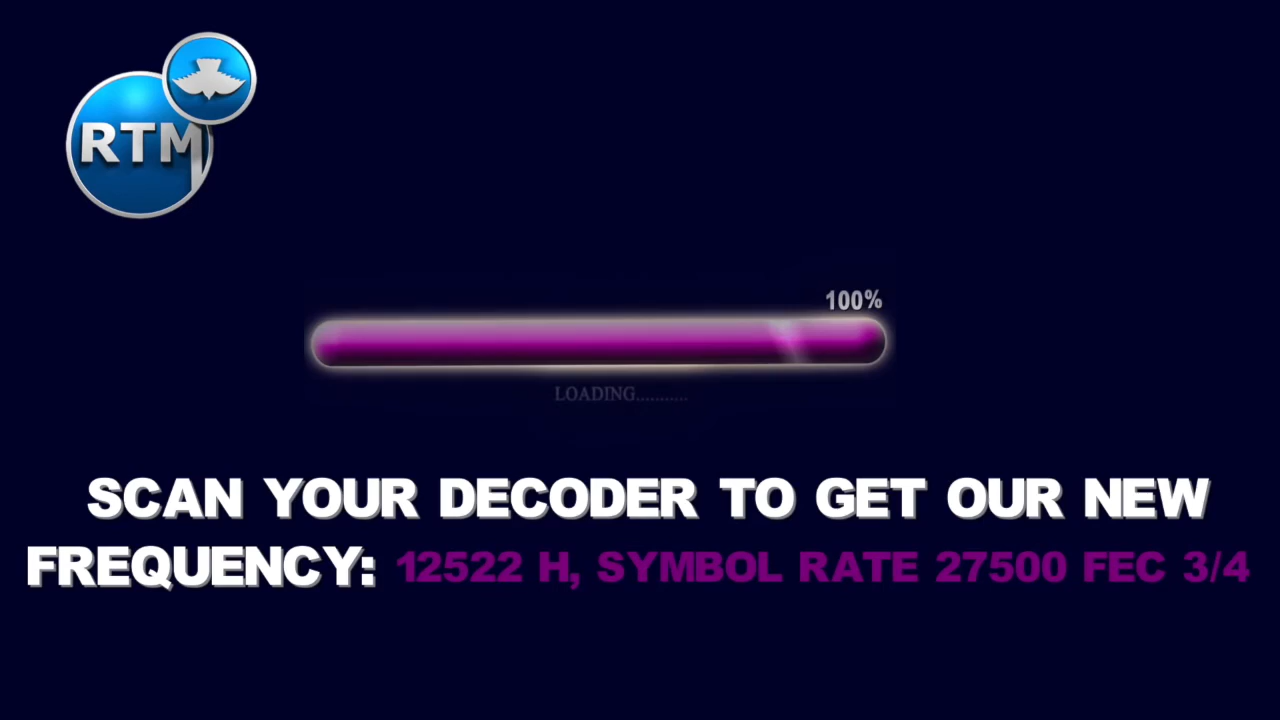 RTM
100%
LOADING...........
SCAN YOUR DECODER TO GET OUR NEW
FREQUENCY: 12522 H, SYMBOL RATE 27500 FEC 3/4